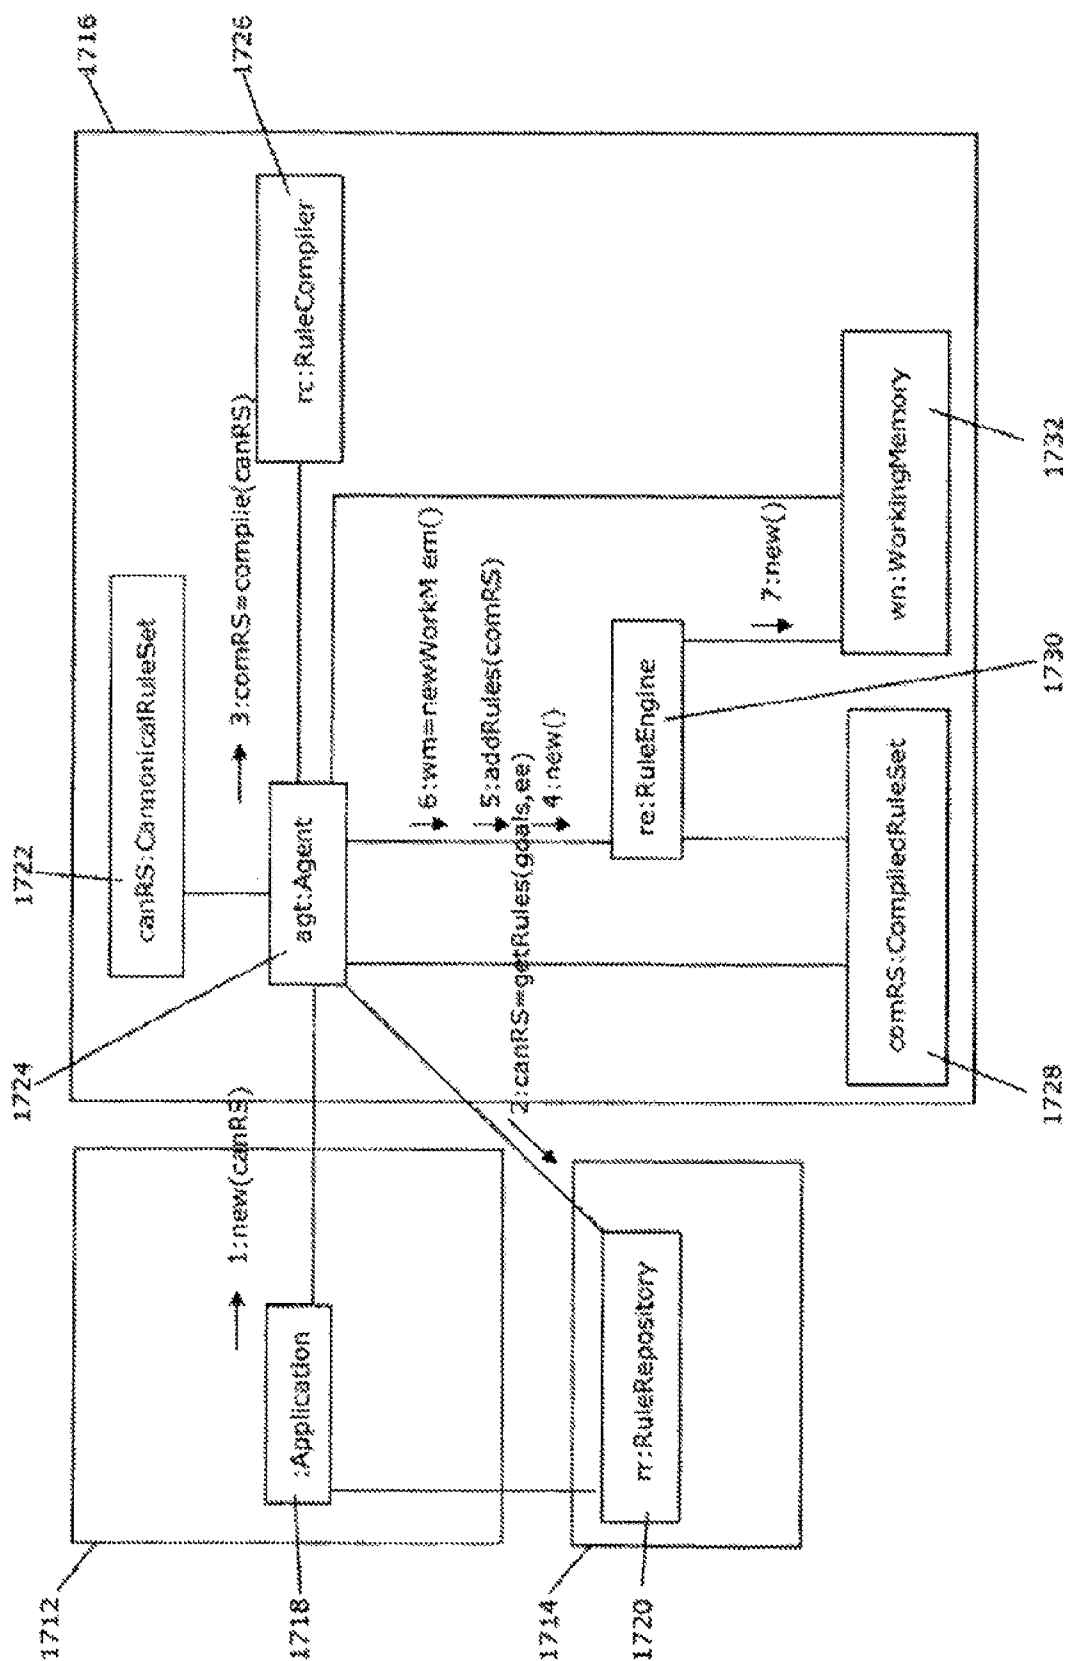 1716
1726
1722
canRS:CannonicalRuleSet
rc:RuleCompiler
3:comRS=compile(canRS)
1724
agt:Agent
1:new(canRS)
1712
:Application
1718
6:wm=newWorkM em()
5:addRules(comRS)
2:canRS=getRules(goals,ee)
4:new()
1714
rr:RuleRepository
1720
re:RuleEngine
7:new()
comRS:CompiledRuleSet
wn:WorkingMemory
1728
1730
1732